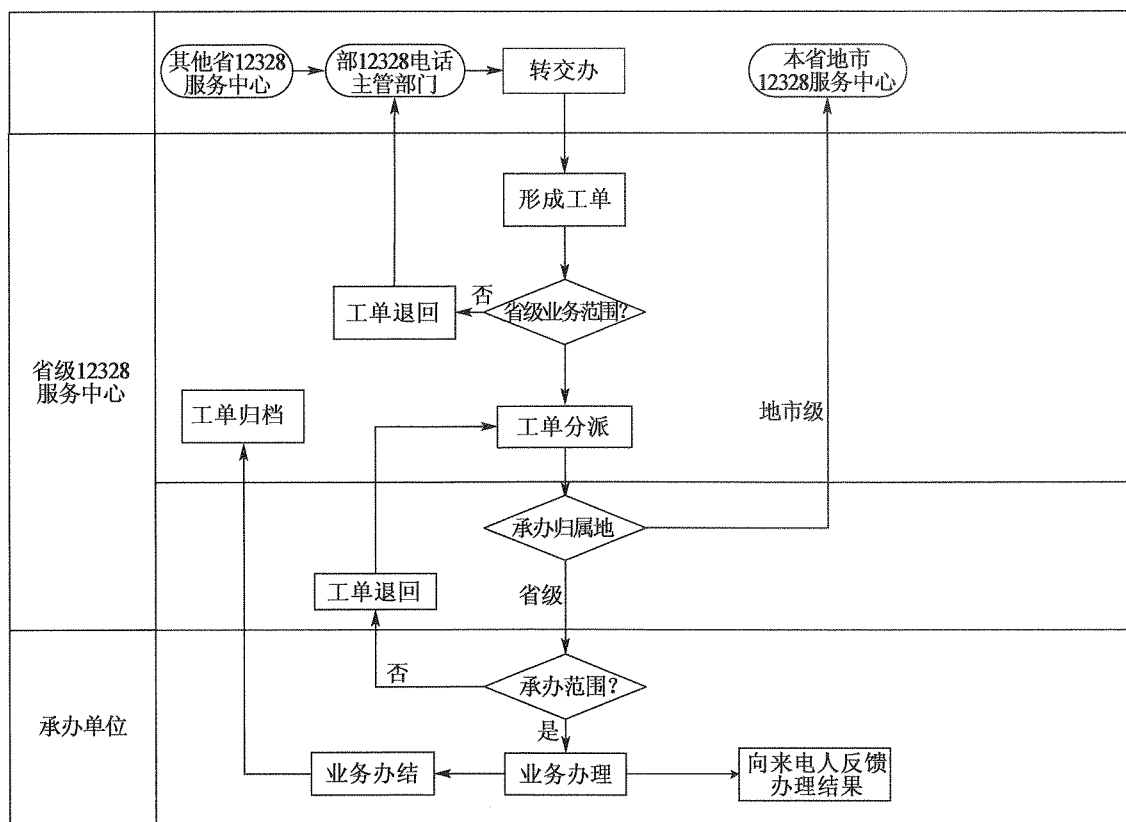 其他省12328
服务中心
部12328电话
主管部门
转交办
本省地市
12328服务中心
形成工单
省级业务范围?
否
工单退回
省级12328
服务中心
工单归档
工单分派
地市级
承办归属地
工单退回
省级
承办单位
承办范围?
否
是
业务办结
业务办理
向来电人反馈
办理结果